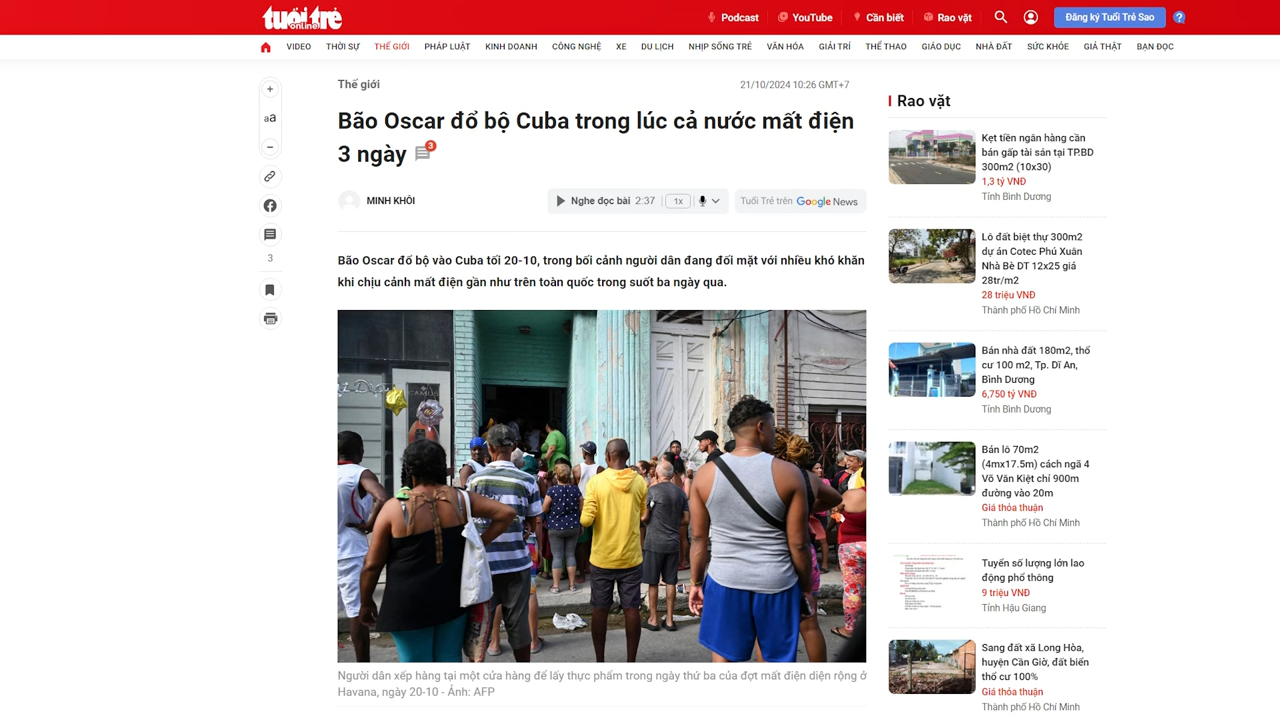 tuổi trẻ
online
Podcast
YouTube
Cần biết
Rao vặt
Đăng ký Tuổi Trẻ Sao
?
VIDEO
THỜI SỰ
THẾ GIỚI
PHÁP LUẬT
KINH DOANH
CÔNG NGHỆ
XE
DU LỊCH
NHỊP SỐNG TRẺ
VĂN HÓA
GIẢI TRÍ
THỂ THAO
GIÁO DỤC
NHÀ ĐẤT
SỨC KHỎE
GIẢ THẬT
BẠN ĐỌC
+
aA
−
3
Thế giới
21/10/2024 10:26 GMT+7
Bão Oscar đổ bộ Cuba trong lúc cả nước mất điện
3 ngày
3
MINH KHÔI
Nghe đọc bài 2:37
1x
Tuổi Trẻ trên Google News
Bão Oscar đổ bộ vào Cuba tối 20-10, trong bối cảnh người dân đang đối mặt với nhiều khó khăn
khi chịu cảnh mất điện gần như trên toàn quốc trong suốt ba ngày qua.
CAMUS
Người dân xếp hàng tại một cửa hàng để lấy thực phẩm trong ngày thứ ba của đợt mất điện diện rộng ở
Havana, ngày 20-10 - Ảnh: AFP
Rao vặt
Kẹt tiền ngân hàng cần
bán gấp tài sản tại TP.BD
300m2 (10x30)
1,3 tỷ VNĐ
Tỉnh Bình Dương
Lô đất biệt thự 300m2
dự án Cotec Phú Xuân
Nhà Bè DT 12x25 giá
28tr/m2
28 triệu VNĐ
Thành phố Hồ Chí Minh
Bán nhà đất 180m2, thổ
cư 100 m2, Tp. Dĩ An,
Bình Dương
6,750 tỷ VNĐ
Tỉnh Bình Dương
Bán lô 70m2
(4mx17.5m) cách ngã 4
Võ Văn Kiệt chỉ 900m
đường vào 20m
Giá thỏa thuận
Thành phố Hồ Chí Minh
Tuyển số lượng lớn lao
động phổ thông
9 triệu VNĐ
Tỉnh Hậu Giang
Sang đất xã Long Hòa,
huyện Cần Giờ, đất biển
thổ cư 100%
Giá thỏa thuận
Thành phố Hồ Chí Minh